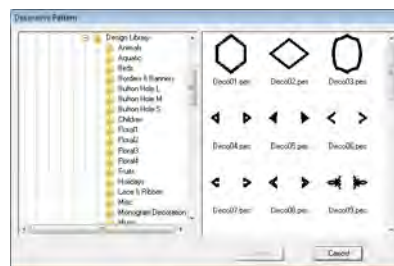 Decorative Pattern
Design Library
Animals
Aquatic
Birds
Borders & Banners
Button Hole L
Button Hole M
Button Hole S
Children
Floral1
Floral2
Floral3
Floral4
Fruits
Holidays
Lace & Ribbon
Misc
Monogram Decoration
Deco01.pes
Deco02.pes
Deco03.pes
Deco04.pes
Deco05.pes
Deco06.pes
Deco07.pes
Deco08.pes
Deco09.pes
Cancel